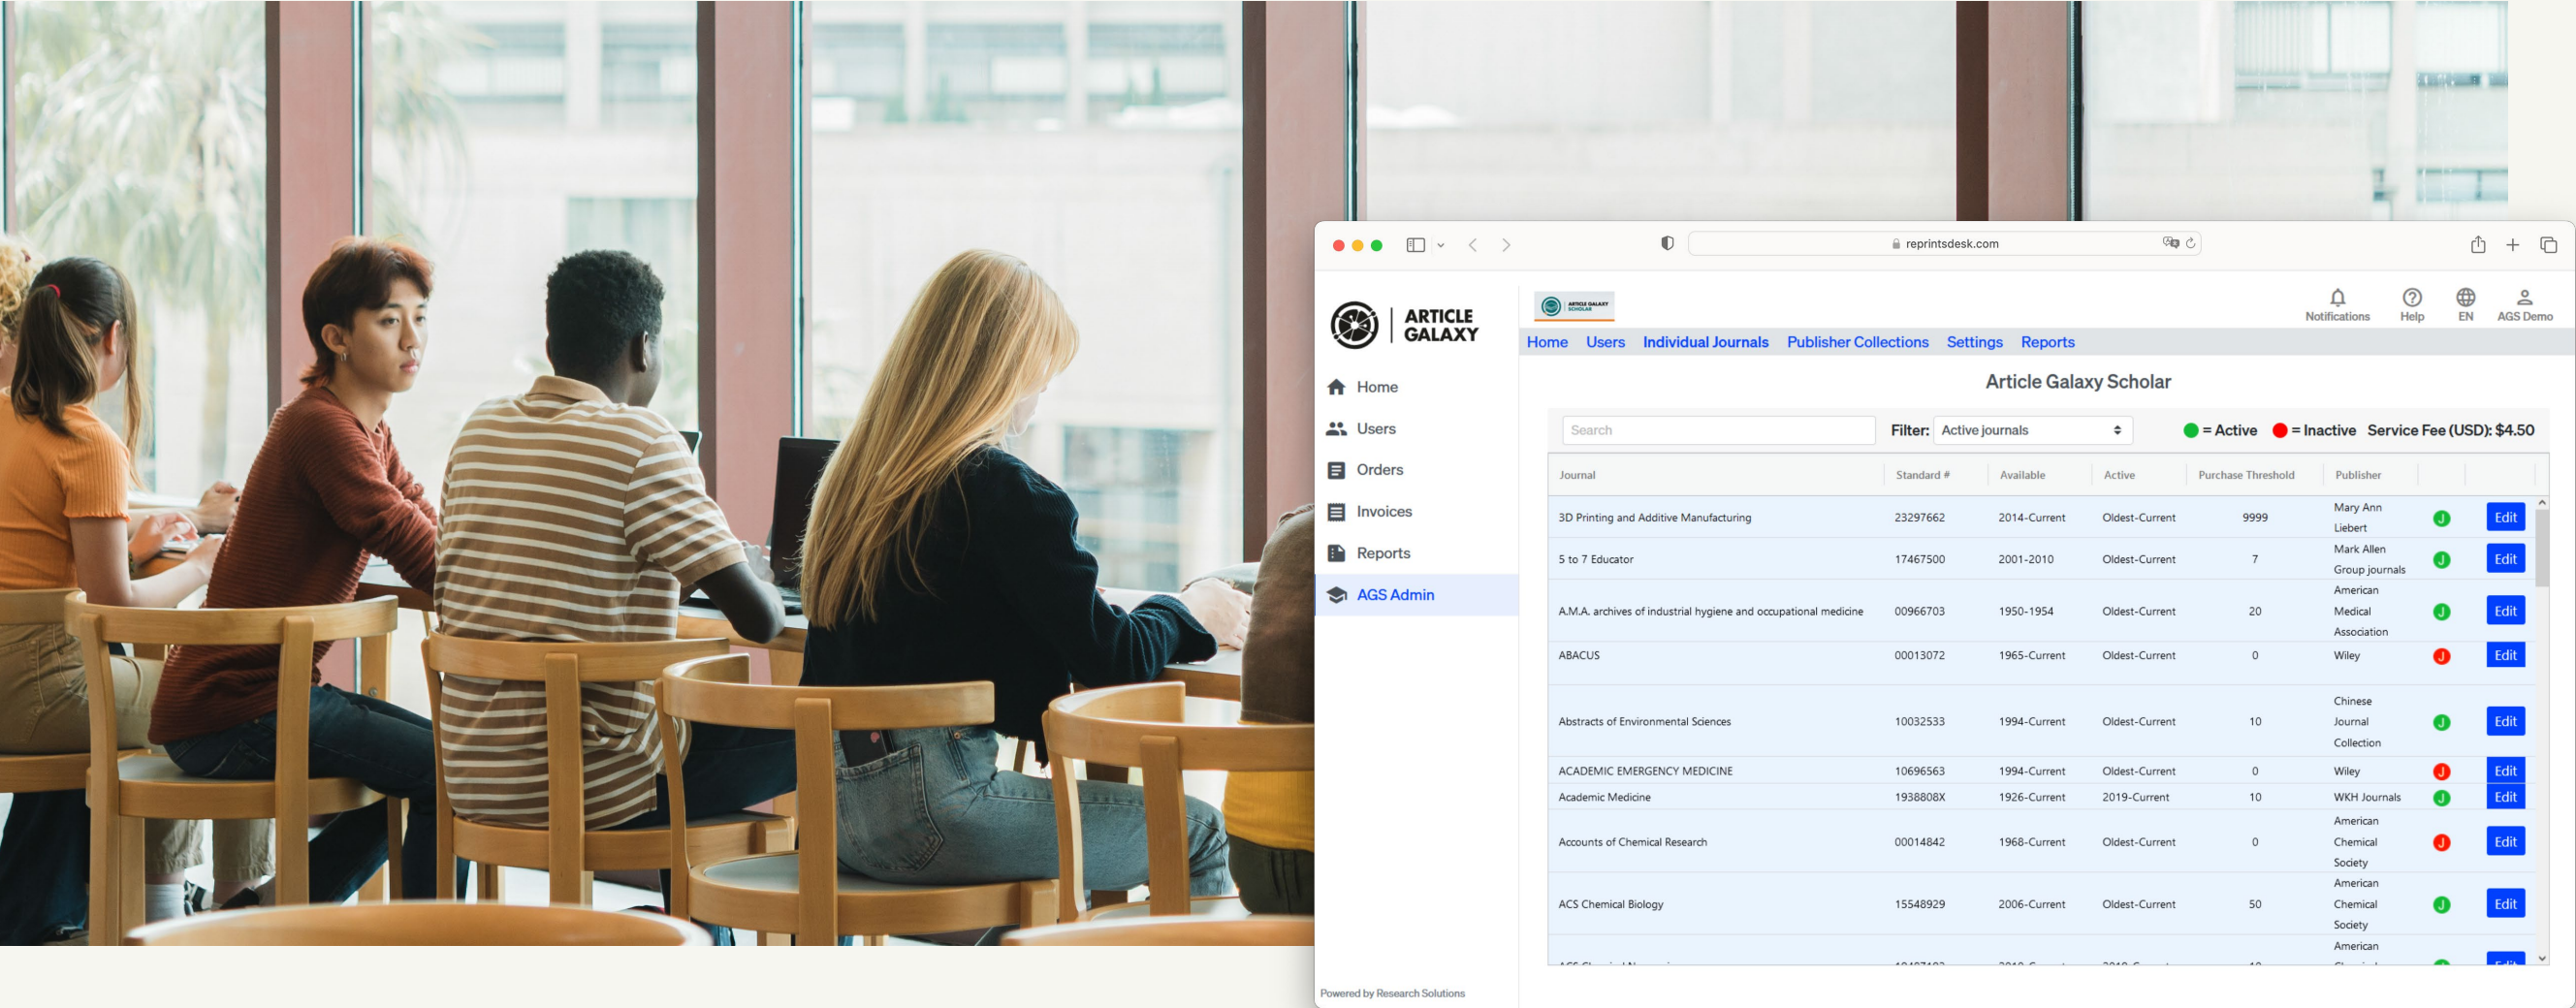 reprintsdesk.com
ARTICLE
GALAXY
ARTICLE GALAXY
SCHOLAR
Notifications
Help
EN
AGS Demo
Home Users Individual Journals Publisher Collections Settings Reports
Home
Users
Orders
Invoices
Reports
AGS Admin
Powered by Research Solutions
Article Galaxy Scholar
Search
Filter: Active journals
= Active = Inactive Service Fee (USD): $4.50
Journal Standard # Available Active Purchase Threshold Publisher
3D Printing and Additive Manufacturing 23297662 2014-Current Oldest-Current 9999 Mary Ann
Liebert
J Edit
5 to 7 Educator 17467500 2001-2010 Oldest-Current 7 Mark Allen
Group journals
J Edit
A.M.A. archives of industrial hygiene and occupational medicine 00966703 1950-1954 Oldest-Current 20 American
Medical
Association
J Edit
ABACUS 00013072 1965-Current Oldest-Current 0 Wiley J Edit
Abstracts of Environmental Sciences 10032533 1994-Current Oldest-Current 10 Chinese
Journal
Collection
J Edit
ACADEMIC EMERGENCY MEDICINE 10696563 1994-Current Oldest-Current 0 Wiley J Edit
Academic Medicine 1938808X 1926-Current 2019-Current 10 WKH Journals J Edit
Accounts of Chemical Research 00014842 1968-Current Oldest-Current 0 American
Chemical
Society
J Edit
ACS Chemical Biology 15548929 2006-Current Oldest-Current 50 American
Chemical
Society
J Edit
American